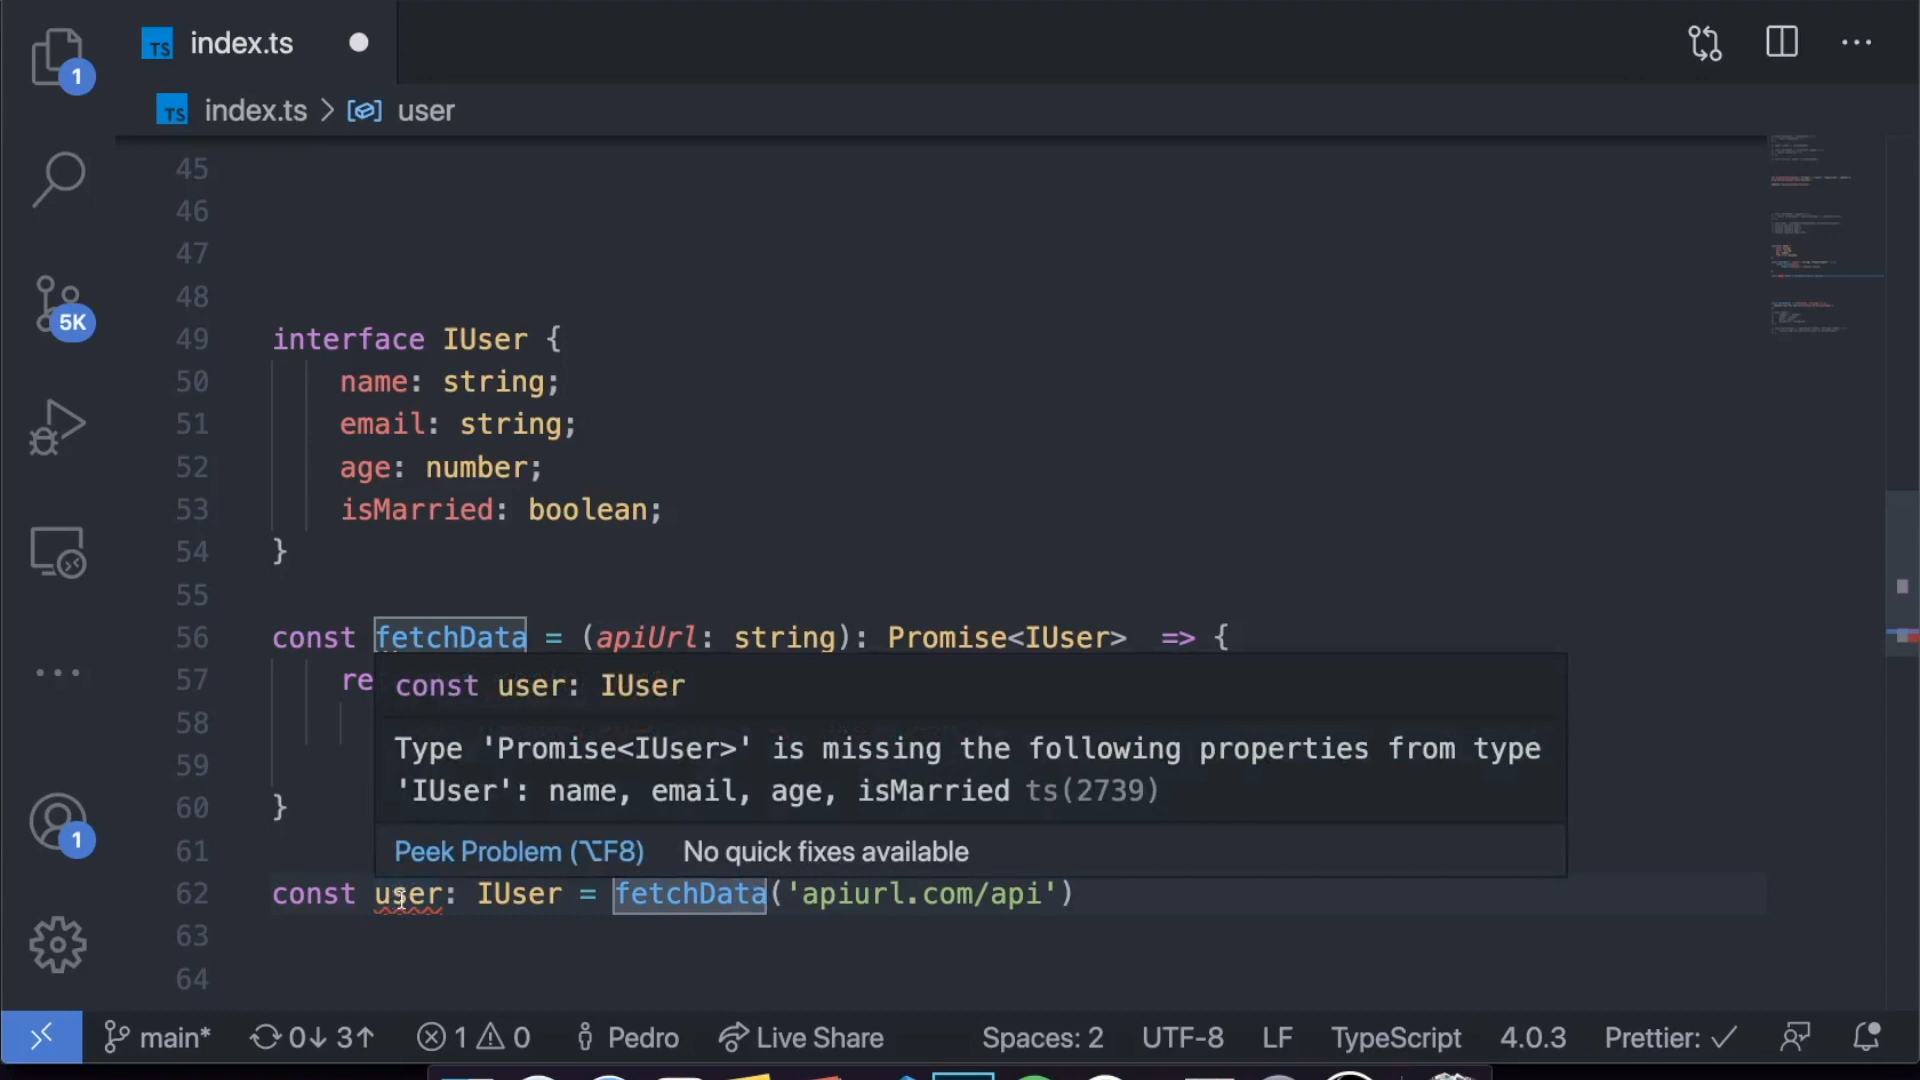 1
TS index.ts
TS index.ts > user
45
46
47
48
49 interface IUser {
50 name: string;
51 email: string;
52 age: number;
53 isMarried: boolean;
54 }
55
56 const fetchData = (apiUrl: string): Promise<IUser> => {
57 re
const user: IUser
58
Type 'Promise<IUser>' is missing the following properties from type
59
'IUser': name, email, age, isMarried ts(2739)
60 }
61
Peek Problem (⌥F8) No quick fixes available
62 const user: IUser = fetchData('apiurl.com/api')
63
64
5K
1
main* 0↓ 3↑ 1 0 Pedro Live Share Spaces: 2 UTF-8 LF TypeScript 4.0.3 Prettier: ✓